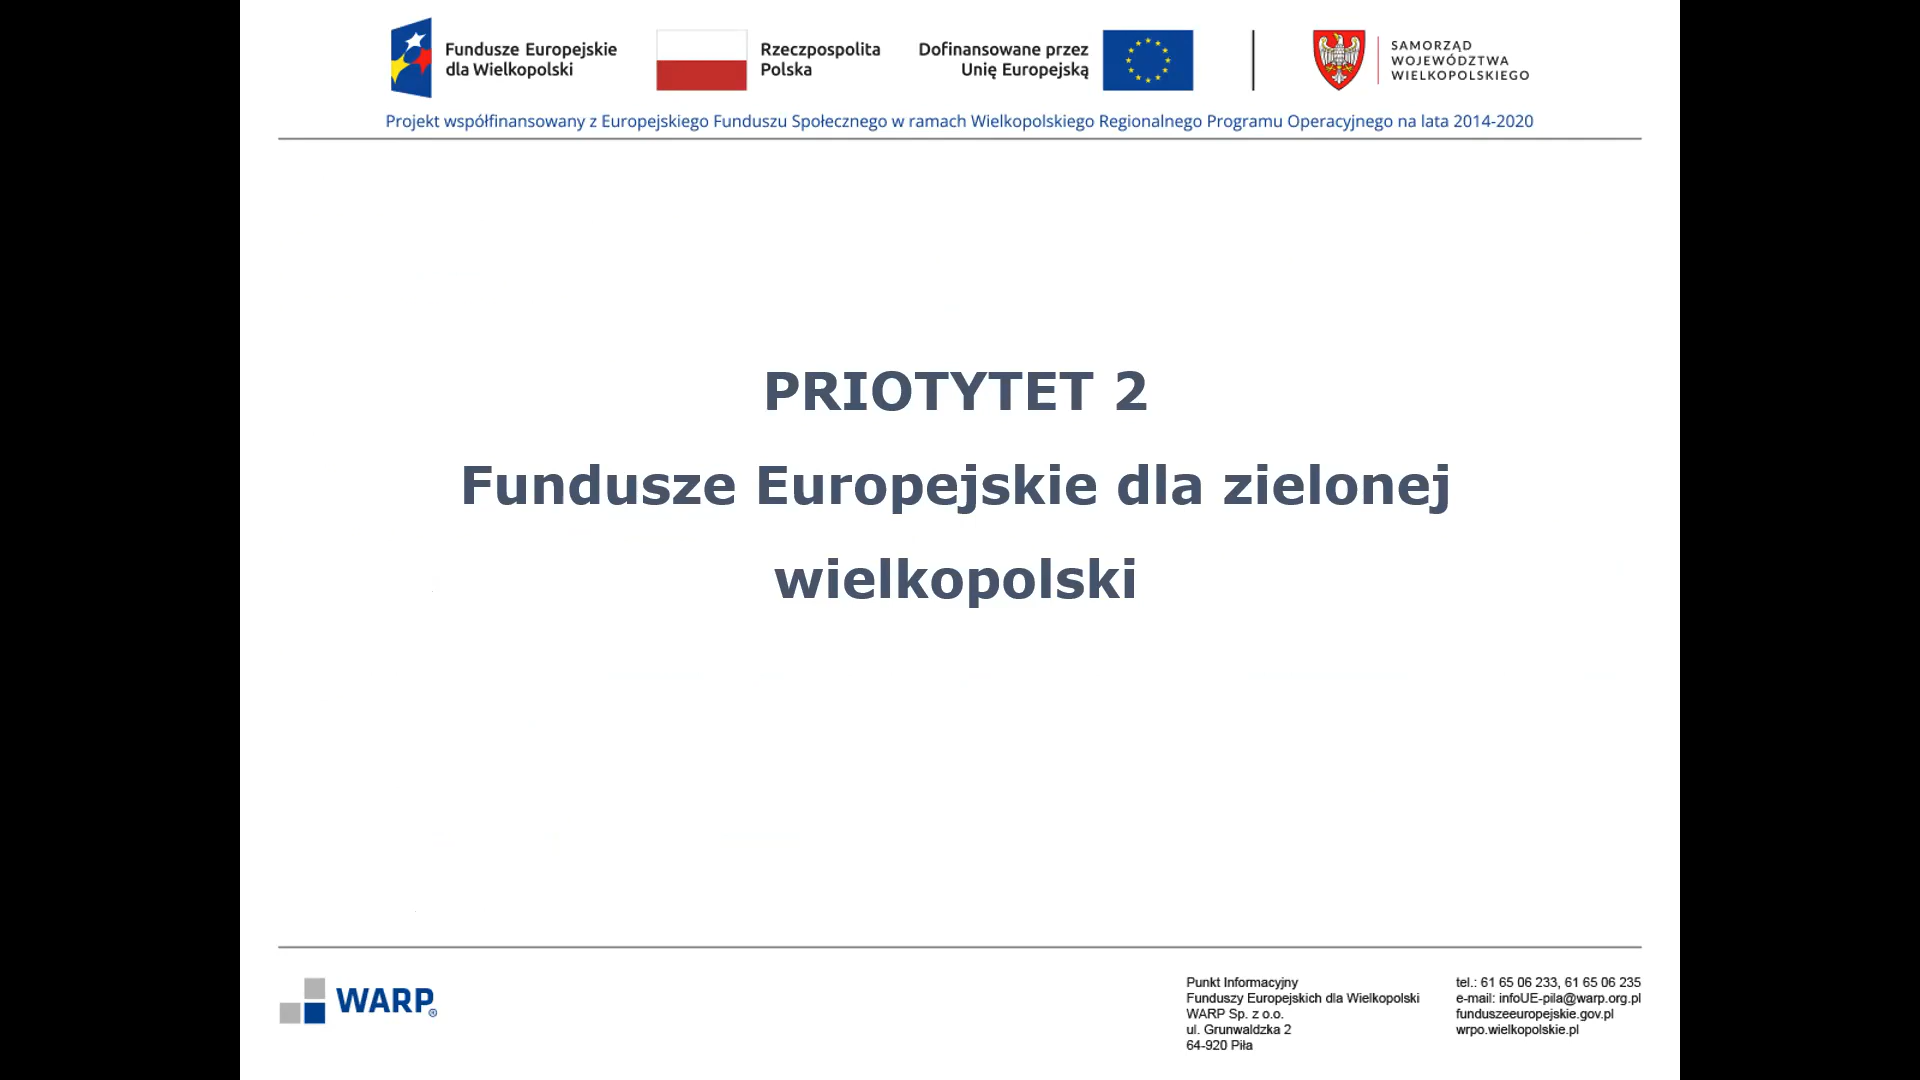 Fundusze Europejskie
dla Wielkopolski
Rzeczpospolita
Polska
Dofinansowane przez
Unię Europejską
SAMORZĄD
WOJEWÓDZTWA
WIELKOPOLSKIEGO
Projekt współfinansowany z Europejskiego Funduszu Społecznego w ramach Wielkopolskiego Regionalnego Programu Operacyjnego na lata 2014-2020
PRIOTYTET 2
Fundusze Europejskie dla zielonej
wielkopolski
WARP®
Punkt Informacyjny
Funduszy Europejskich dla Wielkopolski
WARP Sp. z o.o.
ul. Grunwaldzka 2
64-920 Piła
tel.: 61 65 06 233, 61 65 06 235
e-mail: infoUE-pila@warp.org.pl
funduszeeuropejskie.gov.pl
wrpo.wielkopolskie.pl